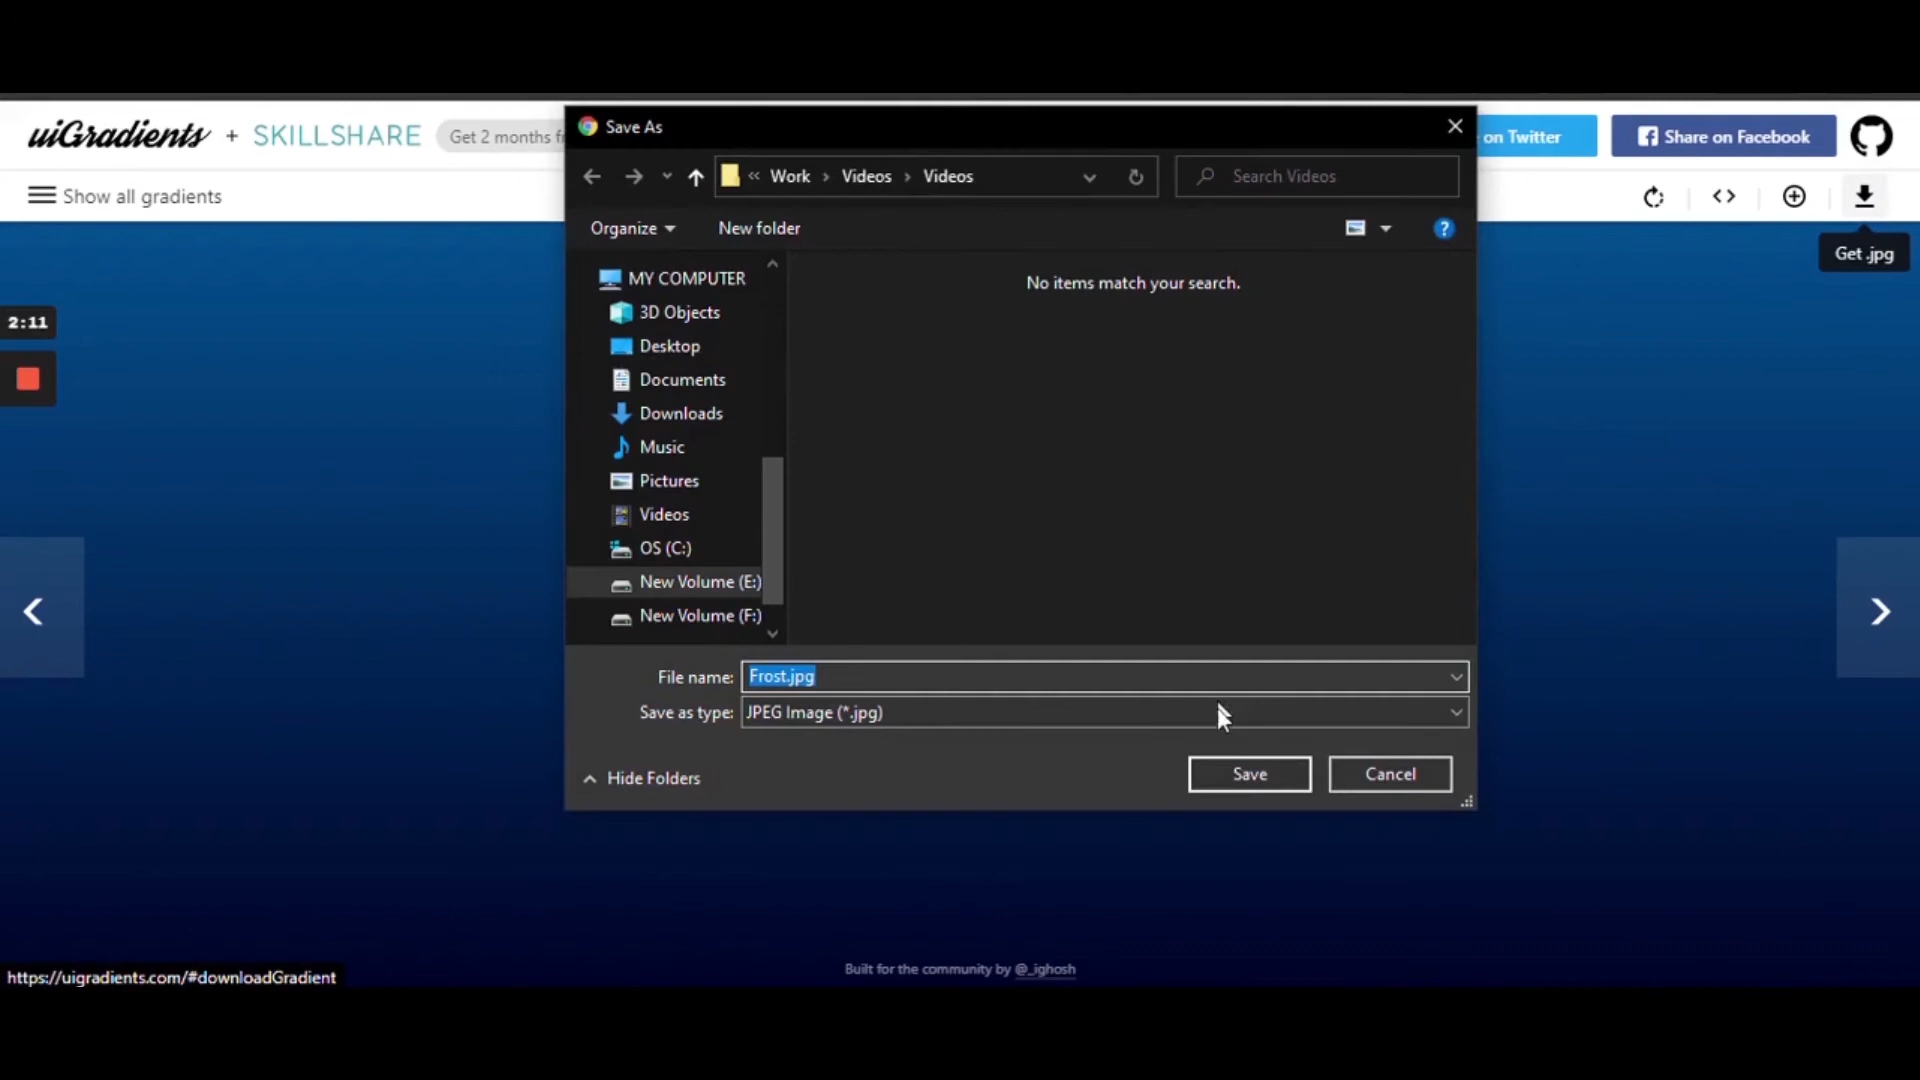 uiGradients + SKILLSHARE
Get 2 months f
on Twitter
Share on Facebook
Show all gradients
Get .jpg
2:11
Save As
« Work › Videos › Videos
Search Videos
Organize
New folder
?
MY COMPUTER
3D Objects
Desktop
Documents
Downloads
Music
Pictures
Videos
OS (C:)
New Volume (E:)
New Volume (F:)
No items match your search.
File name: Frost.jpg
Save as type: JPEG Image (*.jpg)
Hide Folders
Save
Cancel
Built for the community by @_ighosh
https://uigradients.com/#downloadGradient